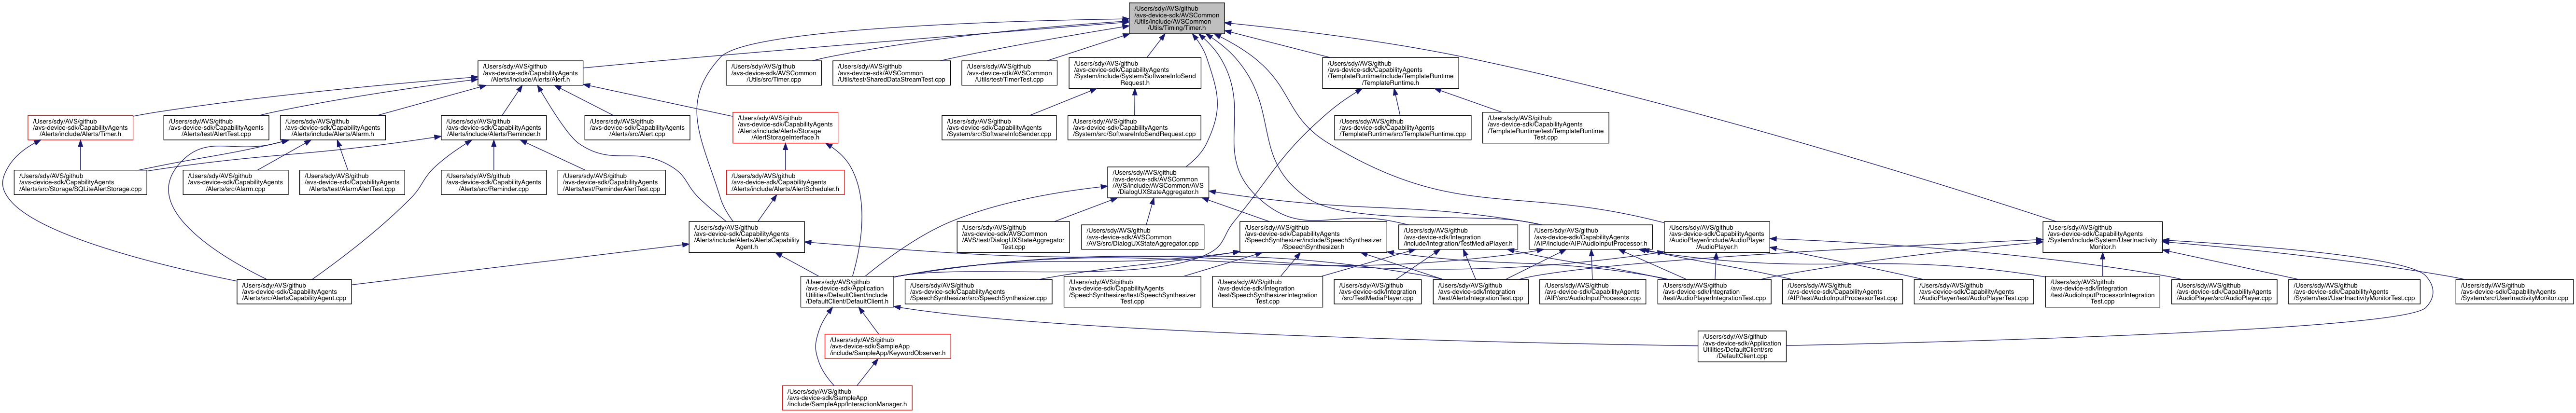 /Users/sdy/AVS/github
/avs-device-sdk/AVSCommon
/Utils/include/AVSCommon
/Utils/Timing/Timer.h
/Users/sdy/AVS/github
/avs-device-sdk/CapabilityAgents
/Alerts/include/Alerts/Alert.h
/Users/sdy/AVS/github
/avs-device-sdk/AVSCommon
/Utils/src/Timer.cpp
/Users/sdy/AVS/github
/avs-device-sdk/AVSCommon
/Utils/test/SharedDataStreamTest.cpp
/Users/sdy/AVS/github
/avs-device-sdk/AVSCommon
/Utils/test/TimerTest.cpp
/Users/sdy/AVS/github
/avs-device-sdk/CapabilityAgents
/System/include/System/SoftwareInfoSend
Request.h
/Users/sdy/AVS/github
/avs-device-sdk/CapabilityAgents
/TemplateRuntime/include/TemplateRuntime
/TemplateRuntime.h
/Users/sdy/AVS/github
/avs-device-sdk/CapabilityAgents
/Alerts/include/Alerts/Timer.h
/Users/sdy/AVS/github
/avs-device-sdk/CapabilityAgents
/Alerts/test/AlertTest.cpp
/Users/sdy/AVS/github
/avs-device-sdk/CapabilityAgents
/Alerts/include/Alerts/Alarm.h
/Users/sdy/AVS/github
/avs-device-sdk/CapabilityAgents
/Alerts/include/Alerts/Reminder.h
/Users/sdy/AVS/github
/avs-device-sdk/CapabilityAgents
/Alerts/src/Alert.cpp
/Users/sdy/AVS/github
/avs-device-sdk/CapabilityAgents
/Alerts/include/Alerts/Storage
/AlertStorageInterface.h
/Users/sdy/AVS/github
/avs-device-sdk/CapabilityAgents
/System/src/SoftwareInfoSender.cpp
/Users/sdy/AVS/github
/avs-device-sdk/CapabilityAgents
/System/src/SoftwareInfoSendRequest.cpp
/Users/sdy/AVS/github
/avs-device-sdk/CapabilityAgents
/TemplateRuntime/src/TemplateRuntime.cpp
/Users/sdy/AVS/github
/avs-device-sdk/CapabilityAgents
/TemplateRuntime/test/TemplateRuntime
Test.cpp
/Users/sdy/AVS/github
/avs-device-sdk/CapabilityAgents
/Alerts/src/Storage/SQLiteAlertStorage.cpp
/Users/sdy/AVS/github
/avs-device-sdk/CapabilityAgents
/Alerts/src/Alarm.cpp
/Users/sdy/AVS/github
/avs-device-sdk/CapabilityAgents
/Alerts/test/AlarmAlertTest.cpp
/Users/sdy/AVS/github
/avs-device-sdk/CapabilityAgents
/Alerts/src/Reminder.cpp
/Users/sdy/AVS/github
/avs-device-sdk/CapabilityAgents
/Alerts/test/ReminderAlertTest.cpp
/Users/sdy/AVS/github
/avs-device-sdk/CapabilityAgents
/Alerts/include/Alerts/AlertScheduler.h
/Users/sdy/AVS/github
/avs-device-sdk/AVSCommon
/AVS/include/AVSCommon/AVS
/DialogUXStateAggregator.h
/Users/sdy/AVS/github
/avs-device-sdk/CapabilityAgents
/Alerts/include/Alerts/AlertsCapability
Agent.h
/Users/sdy/AVS/github
/avs-device-sdk/AVSCommon
/AVS/test/DialogUXStateAggregator
Test.cpp
/Users/sdy/AVS/github
/avs-device-sdk/AVSCommon
/AVS/src/DialogUXStateAggregator.cpp
/Users/sdy/AVS/github
/avs-device-sdk/CapabilityAgents
/SpeechSynthesizer/include/SpeechSynthesizer
/SpeechSynthesizer.h
/Users/sdy/AVS/github
/avs-device-sdk/Integration
/include/Integration/TestMediaPlayer.h
/Users/sdy/AVS/github
/avs-device-sdk/CapabilityAgents
/AIP/include/AIP/AudioInputProcessor.h
/Users/sdy/AVS/github
/avs-device-sdk/CapabilityAgents
/AudioPlayer/include/AudioPlayer
/AudioPlayer.h
/Users/sdy/AVS/github
/avs-device-sdk/CapabilityAgents
/System/include/System/UserInactivity
Monitor.h
/Users/sdy/AVS/github
/avs-device-sdk/CapabilityAgents
/Alerts/src/AlertsCapabilityAgent.cpp
/Users/sdy/AVS/github
/avs-device-sdk/Application
Utilities/DefaultClient/include
/DefaultClient/DefaultClient.h
/Users/sdy/AVS/github
/avs-device-sdk/CapabilityAgents
/SpeechSynthesizer/src/SpeechSynthesizer.cpp
/Users/sdy/AVS/github
/avs-device-sdk/CapabilityAgents
/SpeechSynthesizer/test/SpeechSynthesizer
Test.cpp
/Users/sdy/AVS/github
/avs-device-sdk/Integration
/test/SpeechSynthesizerIntegration
Test.cpp
/Users/sdy/AVS/github
/avs-device-sdk/Integration
/src/TestMediaPlayer.cpp
/Users/sdy/AVS/github
/avs-device-sdk/Integration
/test/AlertsIntegrationTest.cpp
/Users/sdy/AVS/github
/avs-device-sdk/CapabilityAgents
/AIP/src/AudioInputProcessor.cpp
/Users/sdy/AVS/github
/avs-device-sdk/Integration
/test/AudioPlayerIntegrationTest.cpp
/Users/sdy/AVS/github
/avs-device-sdk/CapabilityAgents
/AIP/test/AudioInputProcessorTest.cpp
/Users/sdy/AVS/github
/avs-device-sdk/CapabilityAgents
/AudioPlayer/test/AudioPlayerTest.cpp
/Users/sdy/AVS/github
/avs-device-sdk/Integration
/test/AudioInputProcessorIntegration
Test.cpp
/Users/sdy/AVS/github
/avs-device-sdk/CapabilityAgents
/AudioPlayer/src/AudioPlayer.cpp
/Users/sdy/AVS/github
/avs-device-sdk/CapabilityAgents
/System/test/UserInactivityMonitorTest.cpp
/Users/sdy/AVS/github
/avs-device-sdk/CapabilityAgents
/System/src/UserInactivityMonitor.cpp
/Users/sdy/AVS/github
/avs-device-sdk/SampleApp
/include/SampleApp/KeywordObserver.h
/Users/sdy/AVS/github
/avs-device-sdk/Application
Utilities/DefaultClient/src
/DefaultClient.cpp
/Users/sdy/AVS/github
/avs-device-sdk/SampleApp
/include/SampleApp/InteractionManager.h